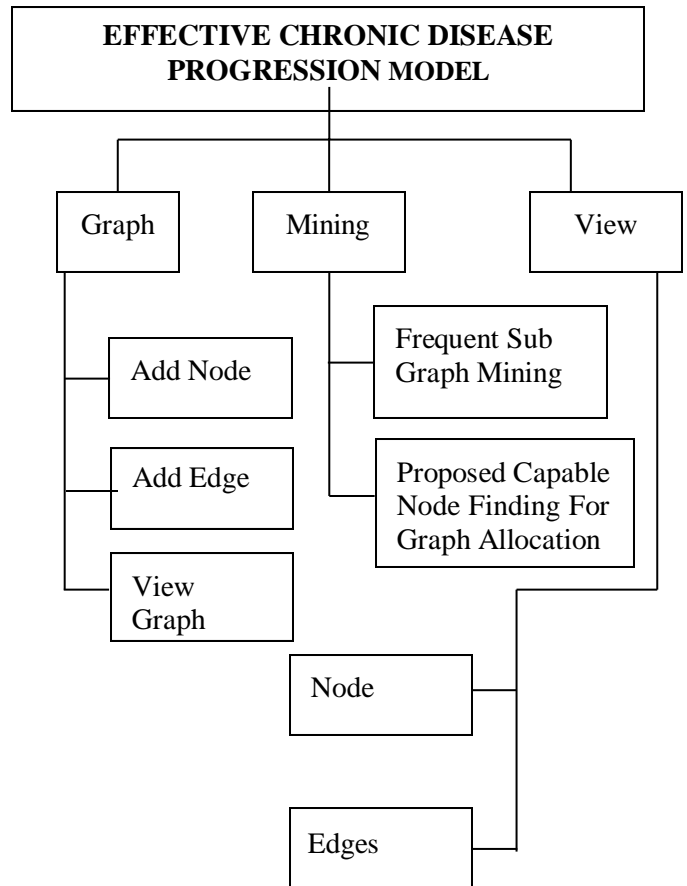 EFFECTIVE CHRONIC DISEASE
PROGRESSION MODEL
Graph
Mining
View
Add Node
Add Edge
View
Graph
Frequent Sub
Graph Mining
Proposed Capable
Node Finding For
Graph Allocation
Node
Edges